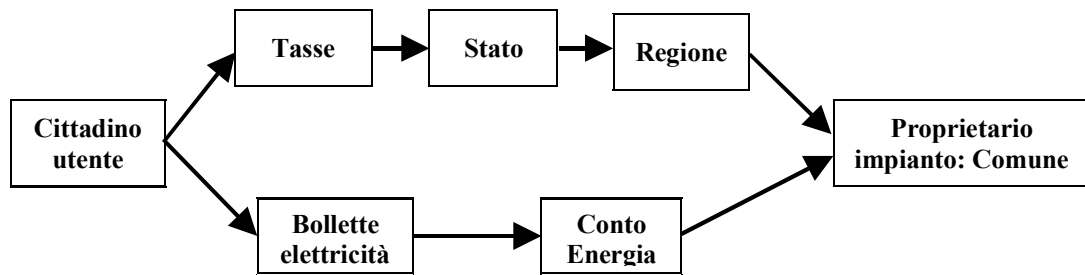 Tasse
Stato
Regione
Cittadino
utente
Proprietario
impianto: Comune
Bollette
elettricità
Conto
Energia